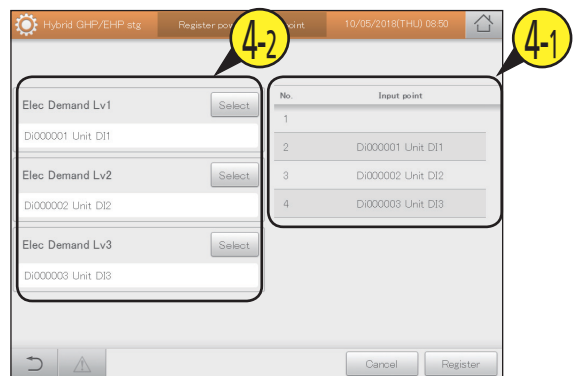 Hybrid GHP/EHP stg
Register point
10/05/2018(THU) 08:50
4-2
4-1
Elec Demand Lv1
Select
Di000001 Unit DI1
Elec Demand Lv2
Select
Di000002 Unit DI2
Elec Demand Lv3
Select
Di000003 Unit DI3
No. Input point
1
2 Di000001 Unit DI1
3 Di000002 Unit DI2
4 Di000003 Unit DI3
Cancel
Register